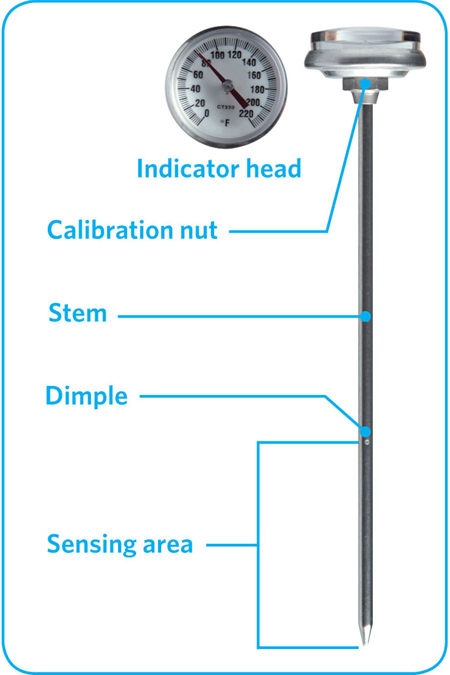 100 120
80 140
60 160
40 180
20 CT220 200
0 °F 220
Indicator head
Calibration nut
Stem
Dimple
Sensing area